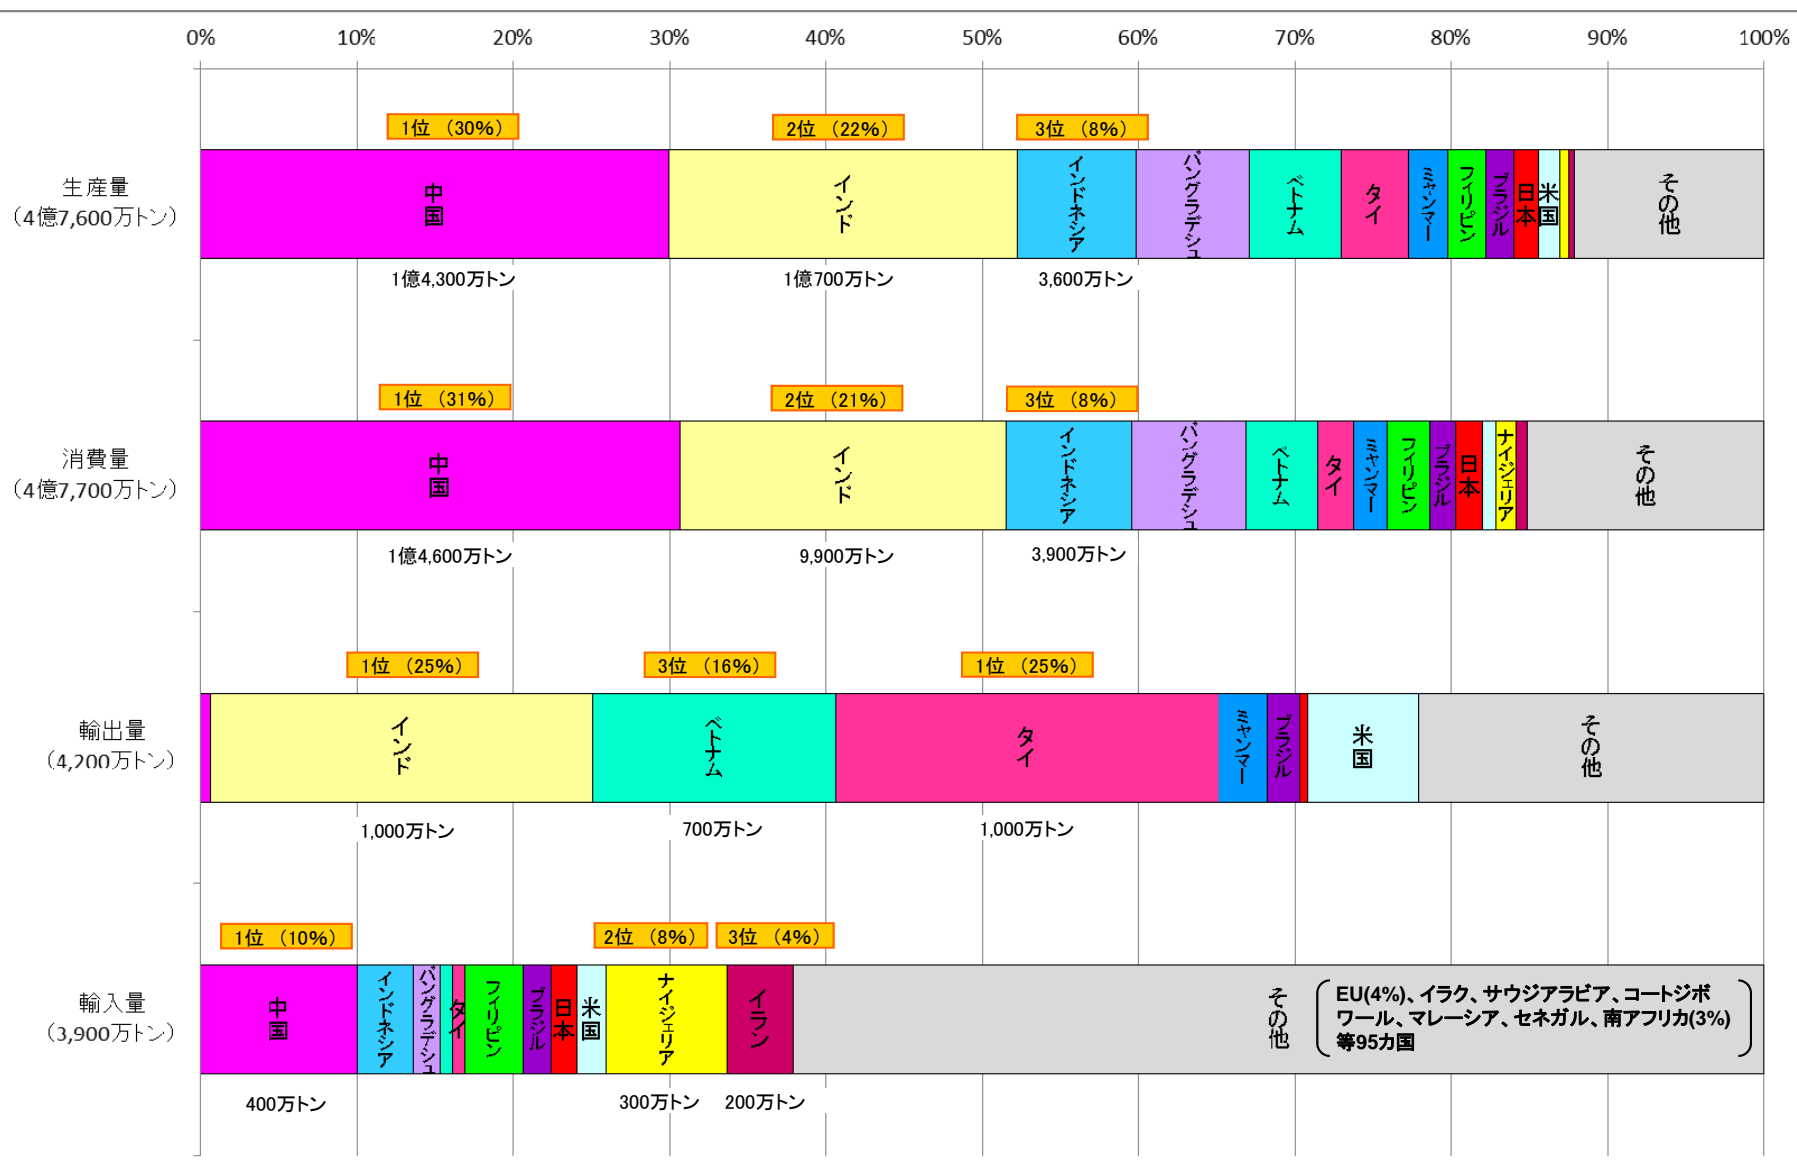 0% 10% 20% 30% 40% 50% 60% 70% 80% 90% 100%
1位 (30%) 2位 (22%) 3位 (8%)
生産量
(4億7,600万トン)
中国 インド インドネシア バングラデシュ ベトナム タイ ミャンマー フィリピン ブラジル 日本 米国 その他
1億4,300万トン 1億700万トン 3,600万トン
1位 (31%) 2位 (21%) 3位 (8%)
消費量
(4億7,700万トン)
中国 インド インドネシア バングラデシュ ベトナム タイ ミャンマー フィリピン ブラジル 日本 ナイジェリア その他
1億4,600万トン 9,900万トン 3,900万トン
1位 (25%) 3位 (16%) 1位 (25%)
輸出量
(4,200万トン)
インド ベトナム タイ ミャンマー ブラジル 米国 その他
1,000万トン 700万トン 1,000万トン
1位 (10%) 2位 (8%) 3位 (4%)
輸入量
(3,900万トン)
中国 インドネシア バングラデシュ タイ フィリピン ブラジル 日本 米国 ナイジェリア イラン その他
EU(4%)、イラク、サウジアラビア、コートジボ
ワール、マレーシア、セネガル、南アフリカ(3%)
等95カ国
400万トン 300万トン 200万トン